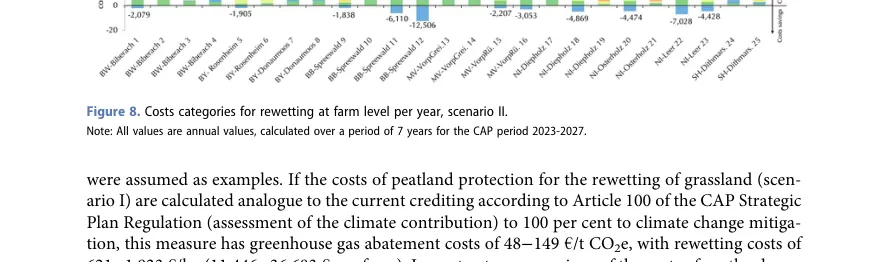 0
-2,079
-1,905
-1,838
-6,110
-12,506
-2,207
-3,053
-4,869
-4,474
-7,028
-4,428
-20
Costs savings
BW-Biberach 1
BW-Biberach 2
BW-Biberach 3
BW-Biberach 4
BY- Rosenheim 5
BY-Rosenheim 6
BY-Donaumoos 7
BY-Donaumoos 8
BB-Spreewald 9
BB-Spreewald 10
BB-Spreewald 11
BB-Spreewald 12
MV-VorpGrei.13
MV-VorpGrei. 14
MV-VorpRü. 15
MV-VorpRü. 16
NI-Diepholz 17
NI-Diepholz 18
NI-Diepholz 19
NI-Osterholz 20
NI-Osterholz 21
NI-Leer 22
NI-Leer 23
SH-Dithmars. 24
SH-Dithmars. 25
Figure 8. Costs categories for rewetting at farm level per year, scenario II.
Note: All values are annual values, calculated over a period of 7 years for the CAP period 2023-2027.
were assumed as examples. If the costs of peatland protection for the rewetting of grassland (scen-
ario I) are calculated analogue to the current crediting according to Article 100 of the CAP Strategic
Plan Regulation (assessment of the climate contribution) to 100 per cent to climate change mitiga-
tion, this measure has greenhouse gas abatement costs of 48–149 €/t CO₂e, with rewetting costs of